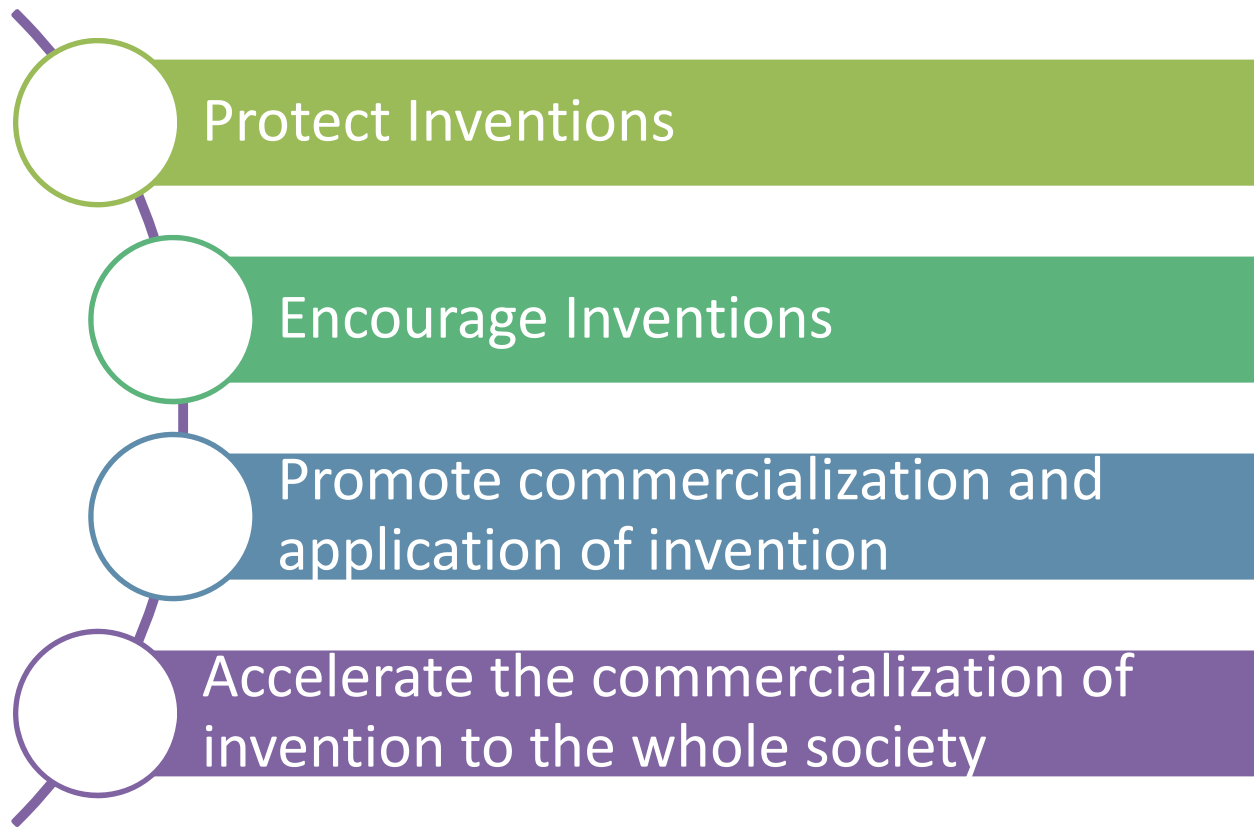 Protect Inventions
Encourage Inventions
Promote commercialization and
application of invention
Accelerate the commercialization of
invention to the whole society